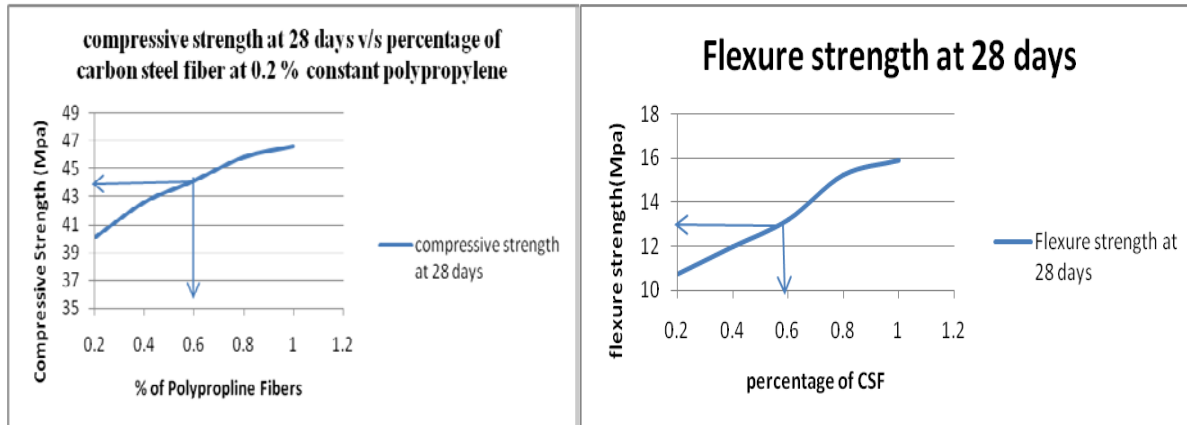 compressive strength at 28 days v/s percentage of
carbon steel fiber at 0.2 % constant polypropylene
Compressive Strength (Mpa)
49
47
45
43
41
39
37
35
0.2 0.4 0.6 0.8 1 1.2
% of Polypropline Fibers
compressive strength
at 28 days
Flexure strength at 28 days
flexure strength(Mpa)
18
16
14
12
10
0.2 0.4 0.6 0.8 1 1.2
percentage of CSF
Flexure strength at
28 days